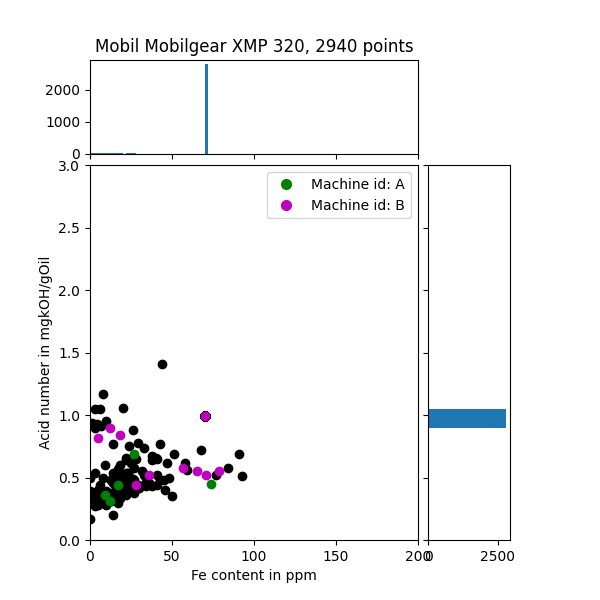 Mobil Mobilgear XMP 320, 2940 points
2000
1000
0
3.0
2.5
2.0
1.5
1.0
0.5
0.0
Acid number in mgkOH/gOil
Machine id: A
Machine id: B
0 50 100 150 200 0 2500
Fe content in ppm